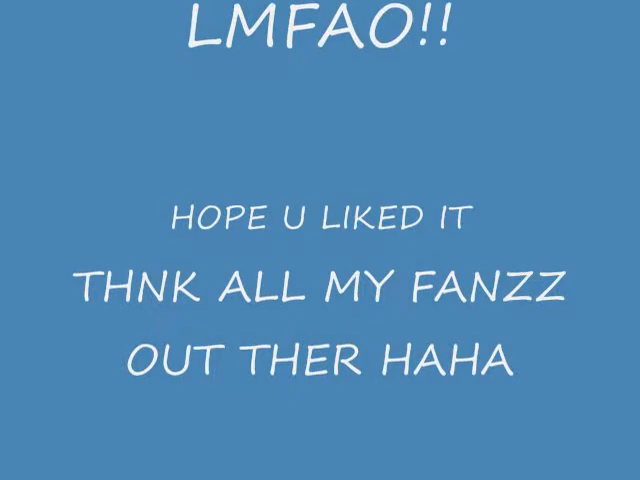 LMFAO!!
HOPE U LIKED IT
THNK ALL MY FANZZ
OUT THER HAHA